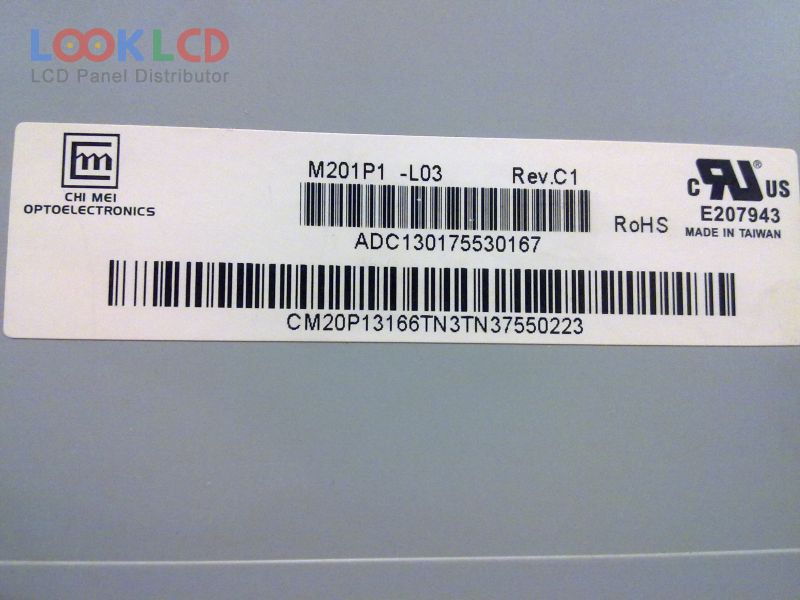 LOOK LCD
LCD Panel Distributor
CHI MEI
OPTOELECTRONICS
M201P1 -L03 Rev.C1
ADC130175530167
RoHS
C RU ® US
E207943
MADE IN TAIWAN
CM20P13166TN3TN37550223